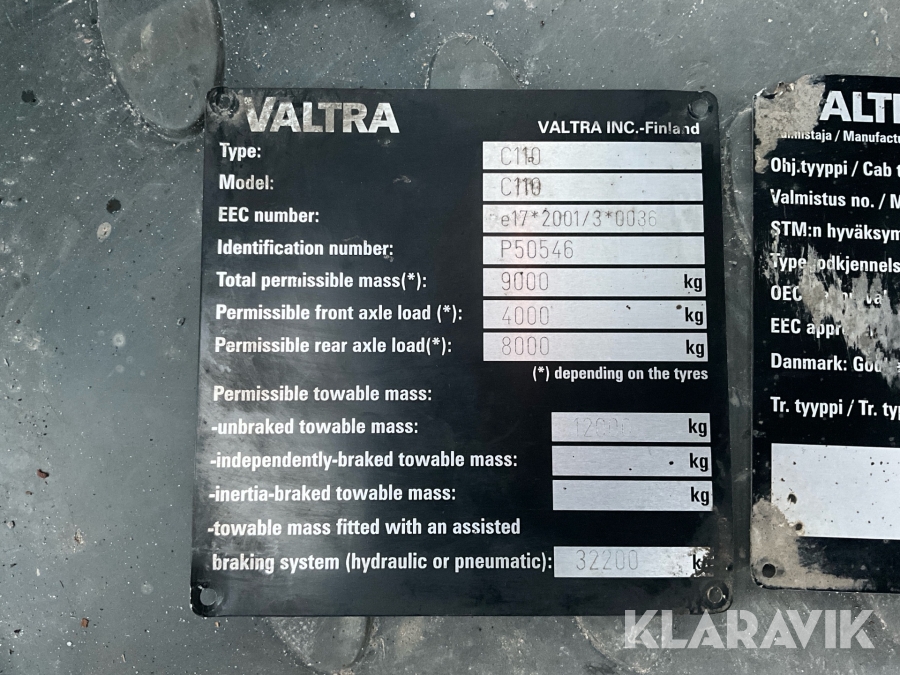 VALTRA
VALTRA INC.-Finland
Type: C110
Model: C110
EEC number: e17*2001/3*0036
Identification number: P50546
Total permissible mass(*): 9000 kg
Permissible front axle load (*): 4000 kg
Permissible rear axle load(*): 8000 kg
(*) depending on the tyres
Permissible towable mass:
-unbraked towable mass: kg
-independently-braked towable mass: kg
-inertia-braked towable mass: kg
-towable mass fitted with an assisted
braking system (hydraulic or pneumatic): 32200 k
ALT
/ Manufactu
Ohj.tyyppi / Cab t
Valmistus no. / M
STM:n hyväksym
EEC appr
Danmark: God
Tr. tyyppi / Tr. typ
KLARAVIK